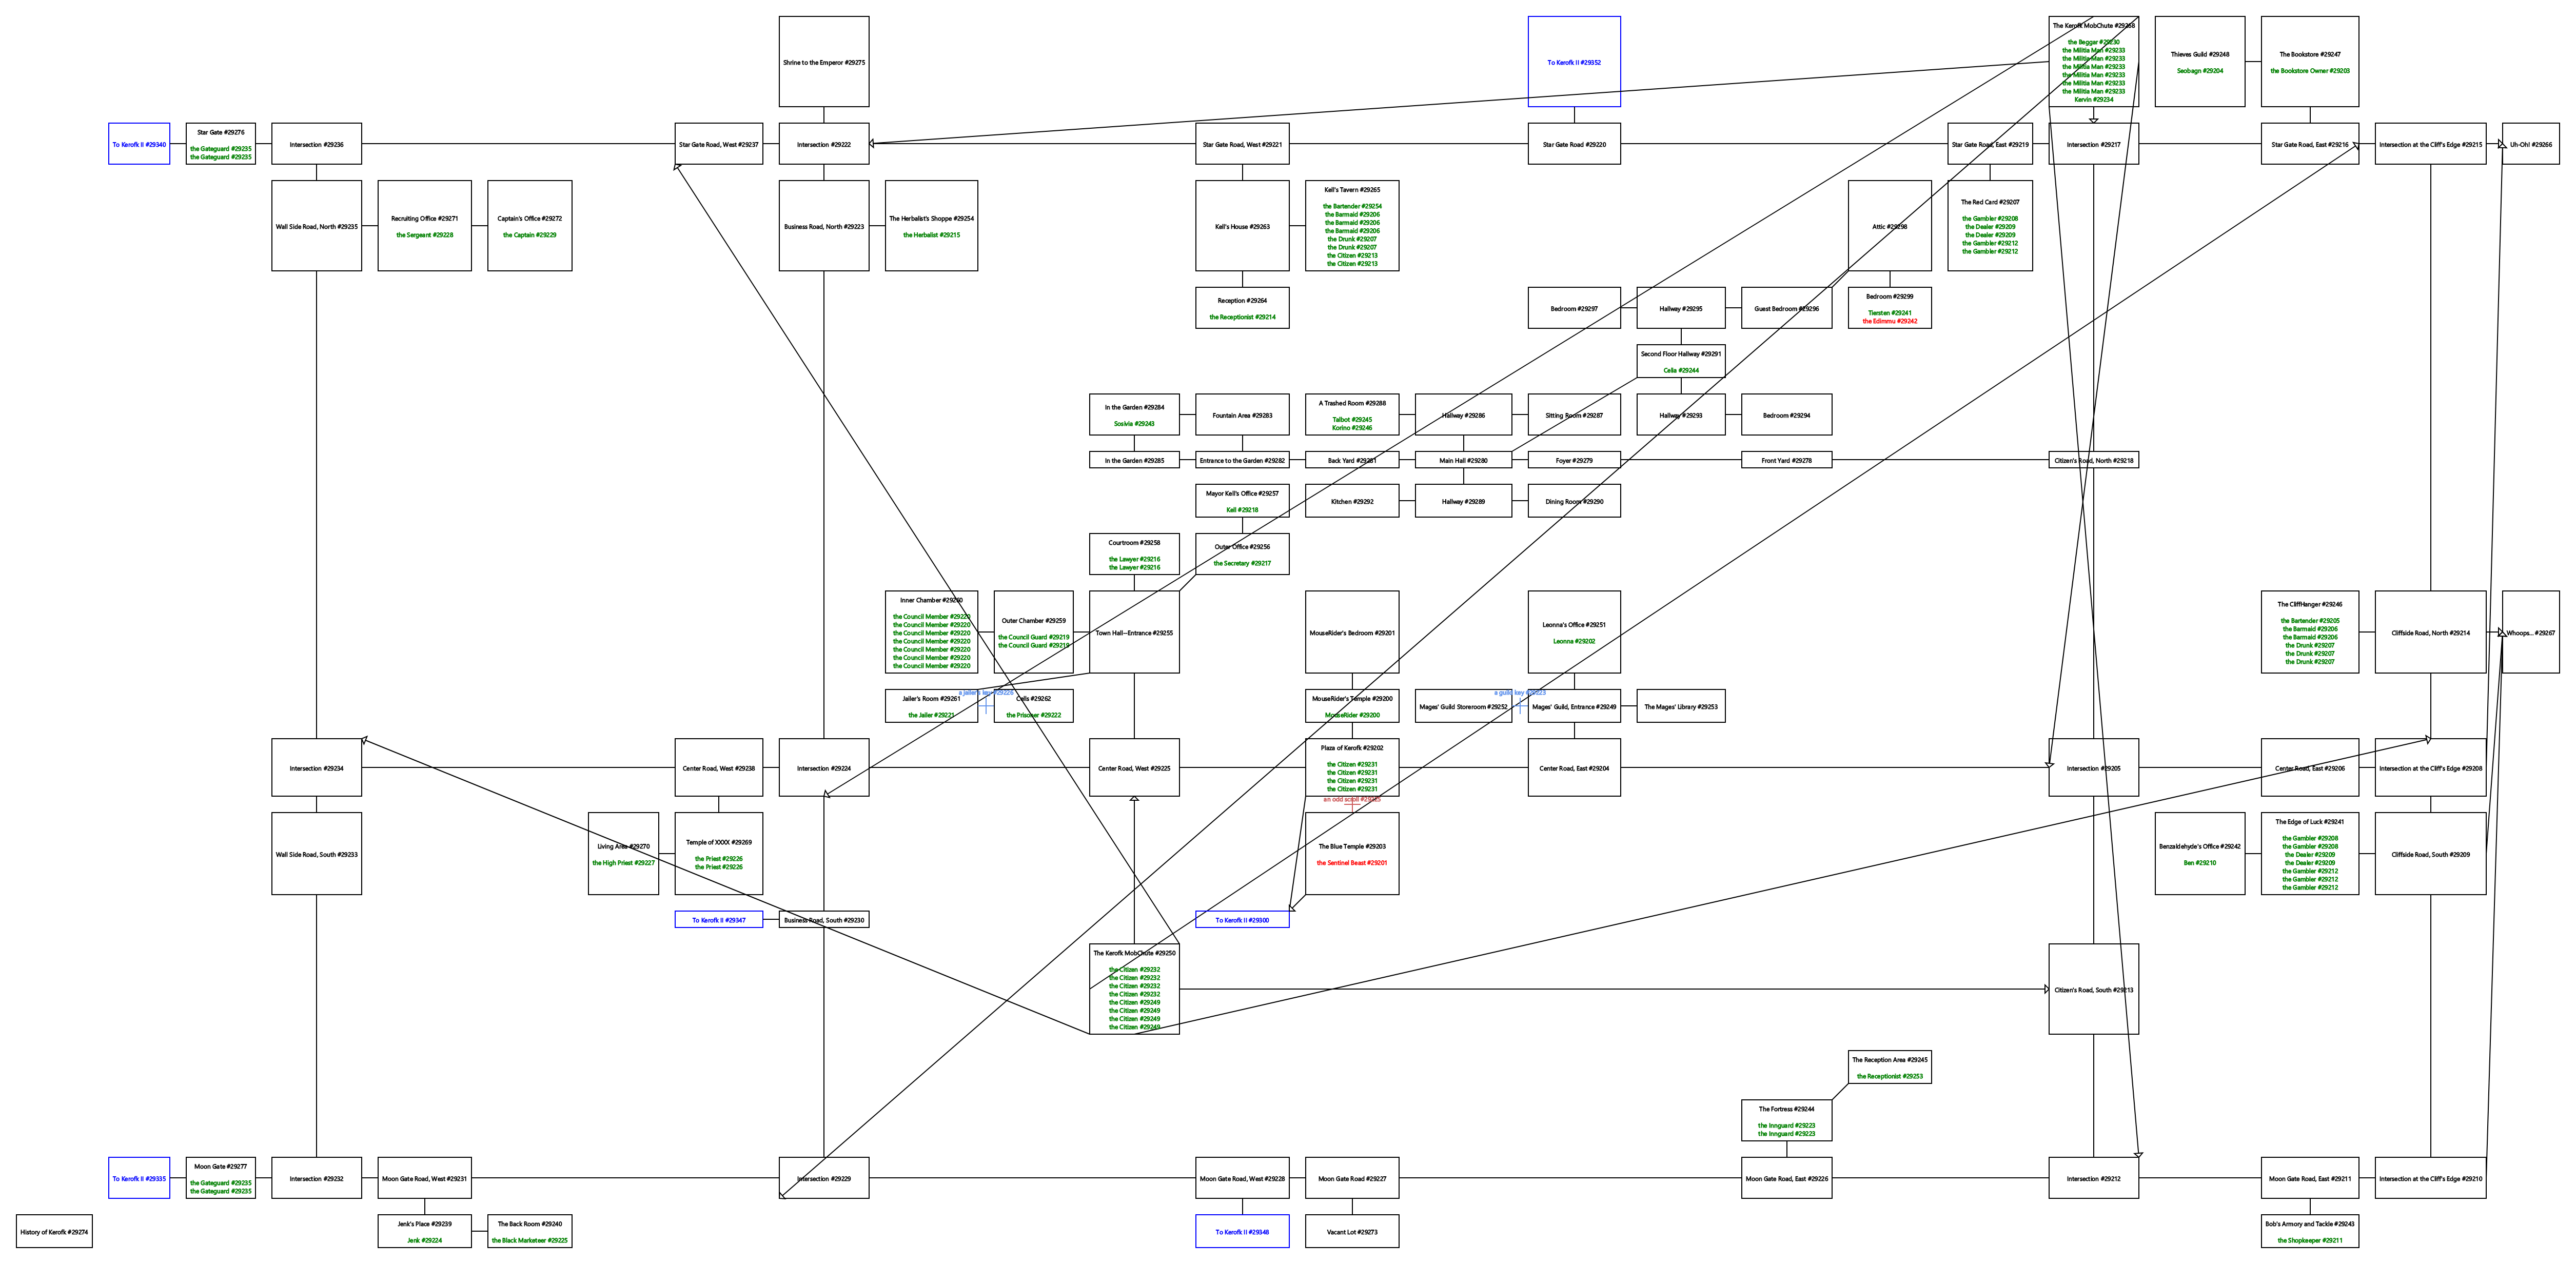 Shrine to the Emperor #29275
To Kerofk II #29352
The Kerofk MobChute #29268
the Beggar #29230
the Militia Man #29233
the Militia Man #29233
the Militia Man #29233
the Militia Man #29233
the Militia Man #29233
the Militia Man #29233
Kervin #29234
Thieves Guild #29248
Seobagn #29204
The Bookstore #29247
the Bookstore Owner #29203
To Kerofk II #29340
Star Gate #29276
the Gateguard #29235
the Gateguard #29235
Intersection #29236
Star Gate Road, West #29237
Intersection #29222
Star Gate Road, West #29221
Star Gate Road #29220
Star Gate Road, East #29219
Intersection #29217
Star Gate Road, East #29216
Intersection at the Cliff's Edge #29215
Uh-Oh! #29266
Wall Side Road, North #29235
Recruiting Office #29271
the Sergeant #29228
Captain's Office #29272
the Captain #29229
Business Road, North #29223
The Herbalist's Shoppe #29254
the Herbalist #29215
Kell's House #29263
Kell's Tavern #29265
the Bartender #29254
the Barmaid #29206
the Barmaid #29206
the Barmaid #29206
the Drunk #29207
the Drunk #29207
the Citizen #29213
the Citizen #29213
Attic #29298
The Red Card #29207
the Gambler #29208
the Dealer #29209
the Dealer #29209
the Gambler #29212
the Gambler #29212
Reception #29264
the Receptionist #29214
Bedroom #29297
Hallway #29295
Guest Bedroom #29296
Bedroom #29299
Tiersten #29241
the Edimmu #29242
Second Floor Hallway #29291
Celia #29244
In the Garden #29284
Sosivia #29243
Fountain Area #29283
A Trashed Room #29288
Talbot #29245
Korino #29246
Hallway #29286
Sitting Room #29287
Hallway #29293
Bedroom #29294
In the Garden #29285
Entrance to the Garden #29282
Back Yard #29281
Main Hall #29280
Foyer #29279
Front Yard #29278
Citizen's Road, North #29218
Mayor Kell's Office #29257
Kell #29218
Kitchen #29292
Hallway #29289
Dining Room #29290
Courtroom #29258
the Lawyer #29216
the Lawyer #29216
Outer Office #29256
the Secretary #29217
Inner Chamber #29260
the Council Member #29220
the Council Member #29220
the Council Member #29220
the Council Member #29220
the Council Member #29220
the Council Member #29220
the Council Member #29220
Outer Chamber #29259
the Council Guard #29219
the Council Guard #29219
Town Hall--Entrance #29255
MouseRider's Bedroom #29201
Leonna's Office #29251
Leonna #29202
The CliffHanger #29246
the Bartender #29205
the Barmaid #29206
the Barmaid #29206
the Drunk #29207
the Drunk #29207
the Drunk #29207
Cliffside Road, North #29214
Whoops... #29267
Jailer's Room #29261
the Jailer #29221
a jailer's key #29226
Cells #29262
the Prisoner #29222
MouseRider's Temple #29200
MouseRider #29200
Mages' Guild Storeroom #29252
a guild key #29223
Mages' Guild, Entrance #29249
The Mages' Library #29253
Intersection #29234
Center Road, West #29238
Intersection #29224
Center Road, West #29225
Plaza of Kerofk #29202
the Citizen #29231
the Citizen #29231
the Citizen #29231
the Citizen #29231
an odd scroll #29225
Center Road, East #29204
Intersection #29205
Center Road, East #29206
Intersection at the Cliff's Edge #29208
Wall Side Road, South #29233
Living Area #29270
the High Priest #29227
Temple of XXXX #29269
the Priest #29226
the Priest #29226
The Blue Temple #29203
the Sentinel Beast #29201
Benzaldehyde's Office #29242
Ben #29210
The Edge of Luck #29241
the Gambler #29208
the Gambler #29208
the Dealer #29209
the Dealer #29209
the Gambler #29212
the Gambler #29212
the Gambler #29212
Cliffside Road, South #29209
To Kerofk II #29347
Business Road, South #29230
To Kerofk II #29300
The Kerofk MobChute #29250
the Citizen #29232
the Citizen #29232
the Citizen #29232
the Citizen #29232
the Citizen #29249
the Citizen #29249
the Citizen #29249
the Citizen #29249
Citizen's Road, South #29213
The Reception Area #29245
the Receptionist #29253
The Fortress #29244
the Innguard #29223
the Innguard #29223
To Kerofk II #29335
Moon Gate #29277
the Gateguard #29235
the Gateguard #29235
Intersection #29232
Moon Gate Road, West #29231
Intersection #29229
Moon Gate Road, West #29228
Moon Gate Road #29227
Moon Gate Road, East #29226
Intersection #29212
Moon Gate Road, East #29211
Intersection at the Cliff's Edge #29210
History of Kerofk #29274
Jenk's Place #29239
Jenk #29224
The Back Room #29240
the Black Marketeer #29225
To Kerofk II #29348
Vacant Lot #29273
Bob's Armory and Tackle #29243
the Shopkeeper #29211